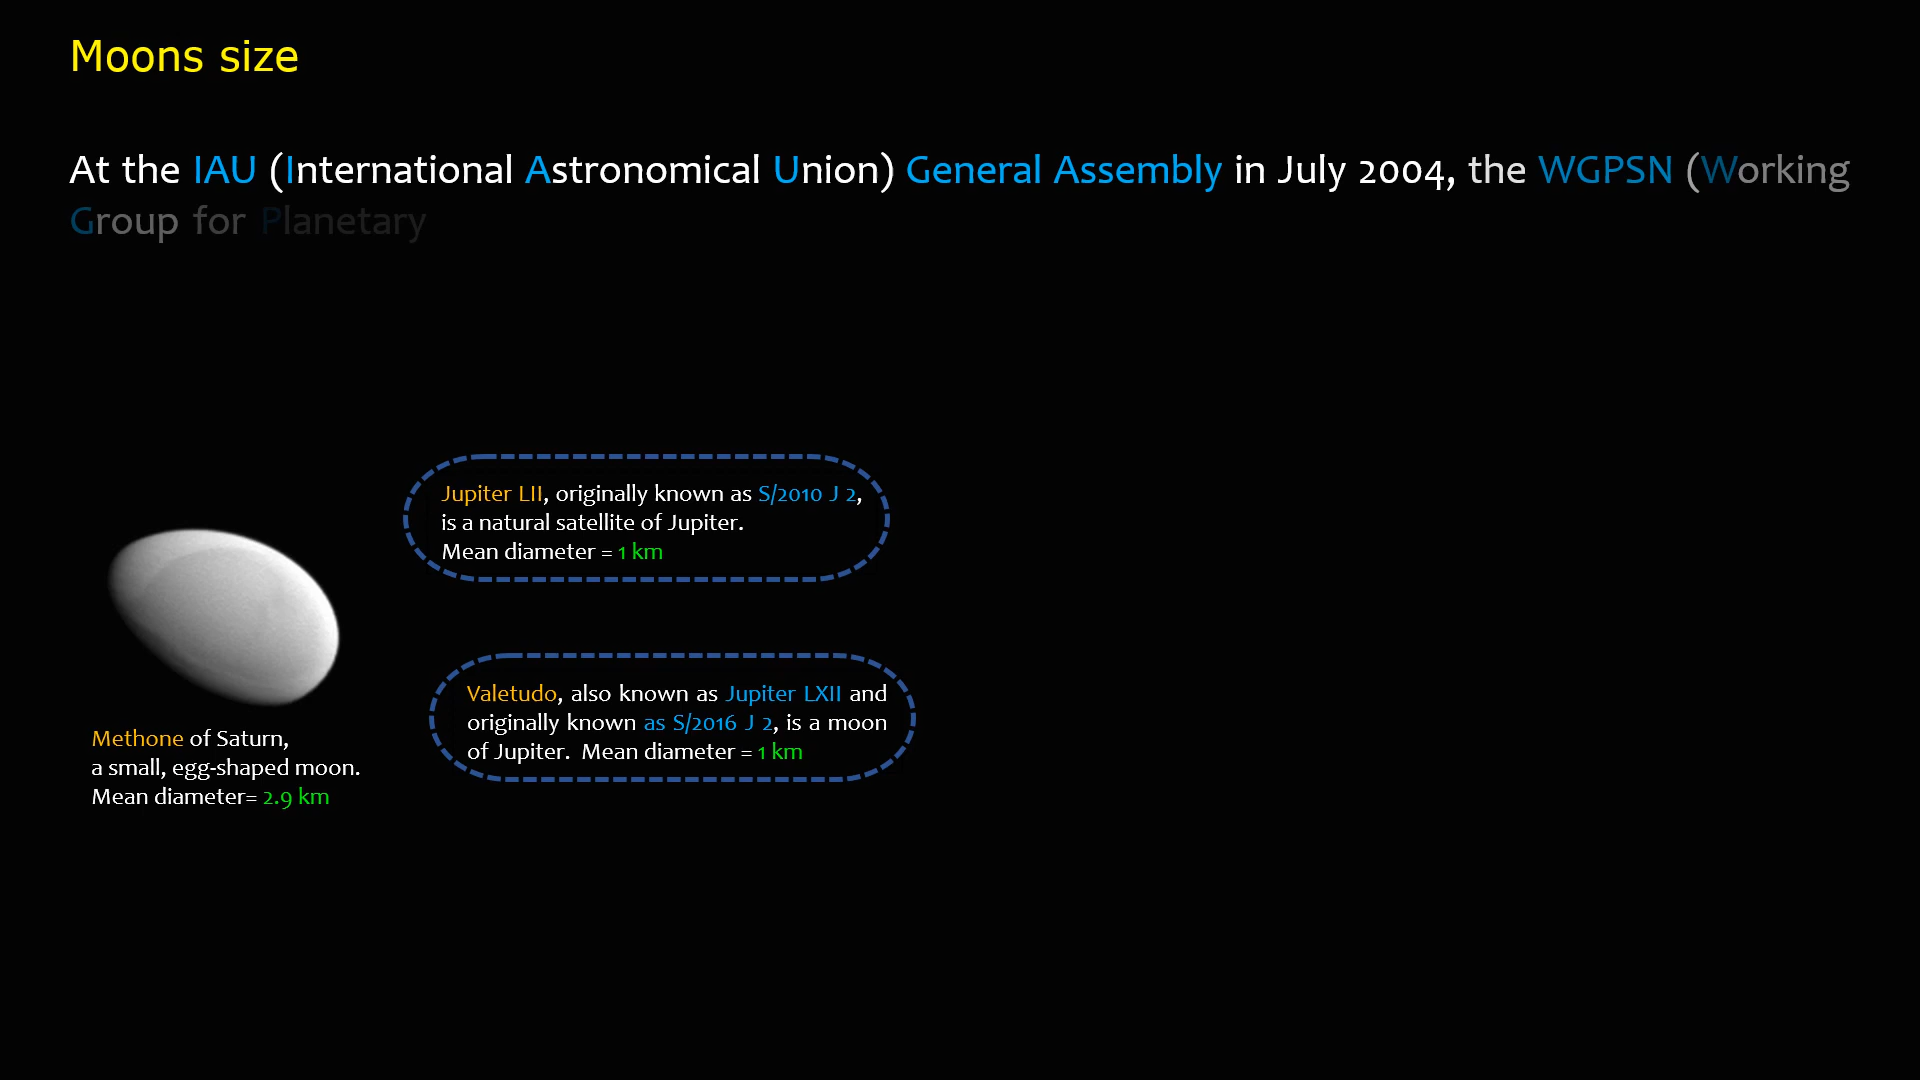 Moons size
At the IAU (International Astronomical Union) General Assembly in July 2004, the WGPSN (Working
Group for Planetary
Jupiter LII, originally known as S/2010 J 2,
is a natural satellite of Jupiter.
Mean diameter = 1 km
Valetudo, also known as Jupiter LXII and
originally known as S/2016 J 2, is a moon
of Jupiter. Mean diameter = 1 km
Methone of Saturn,
a small, egg-shaped moon.
Mean diameter= 2.9 km